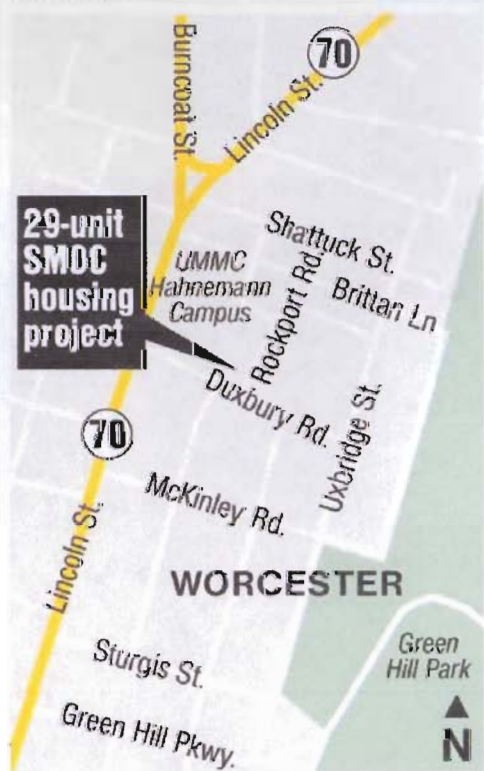 70
Burncoat St.
Lincoln St.
Shattuck St.
29-unit
SMOC
housing
project
UMMC
Hahnemann
Campus
Rockport Rd.
Brittan Ln
Duxbury Rd.
Uxbridge St.
70
McKinley Rd.
Lincoln St.
WORCESTER
Sturgis St.
Green
Hill Park
Green Hill Pkwy.
N